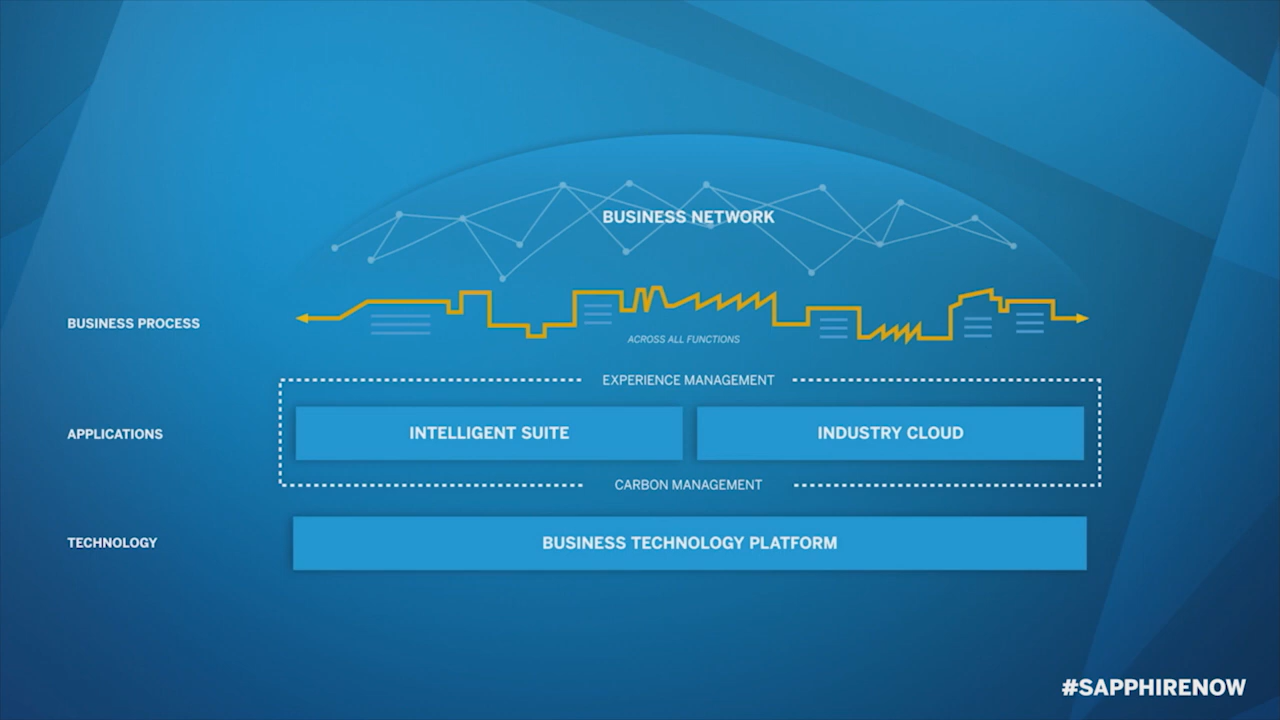 BUSINESS NETWORK
BUSINESS PROCESS
ACROSS ALL FUNCTIONS
EXPERIENCE MANAGEMENT
APPLICATIONS
INTELLIGENT SUITE
INDUSTRY CLOUD
CARBON MANAGEMENT
TECHNOLOGY
BUSINESS TECHNOLOGY PLATFORM
#SAPPHIRENOW